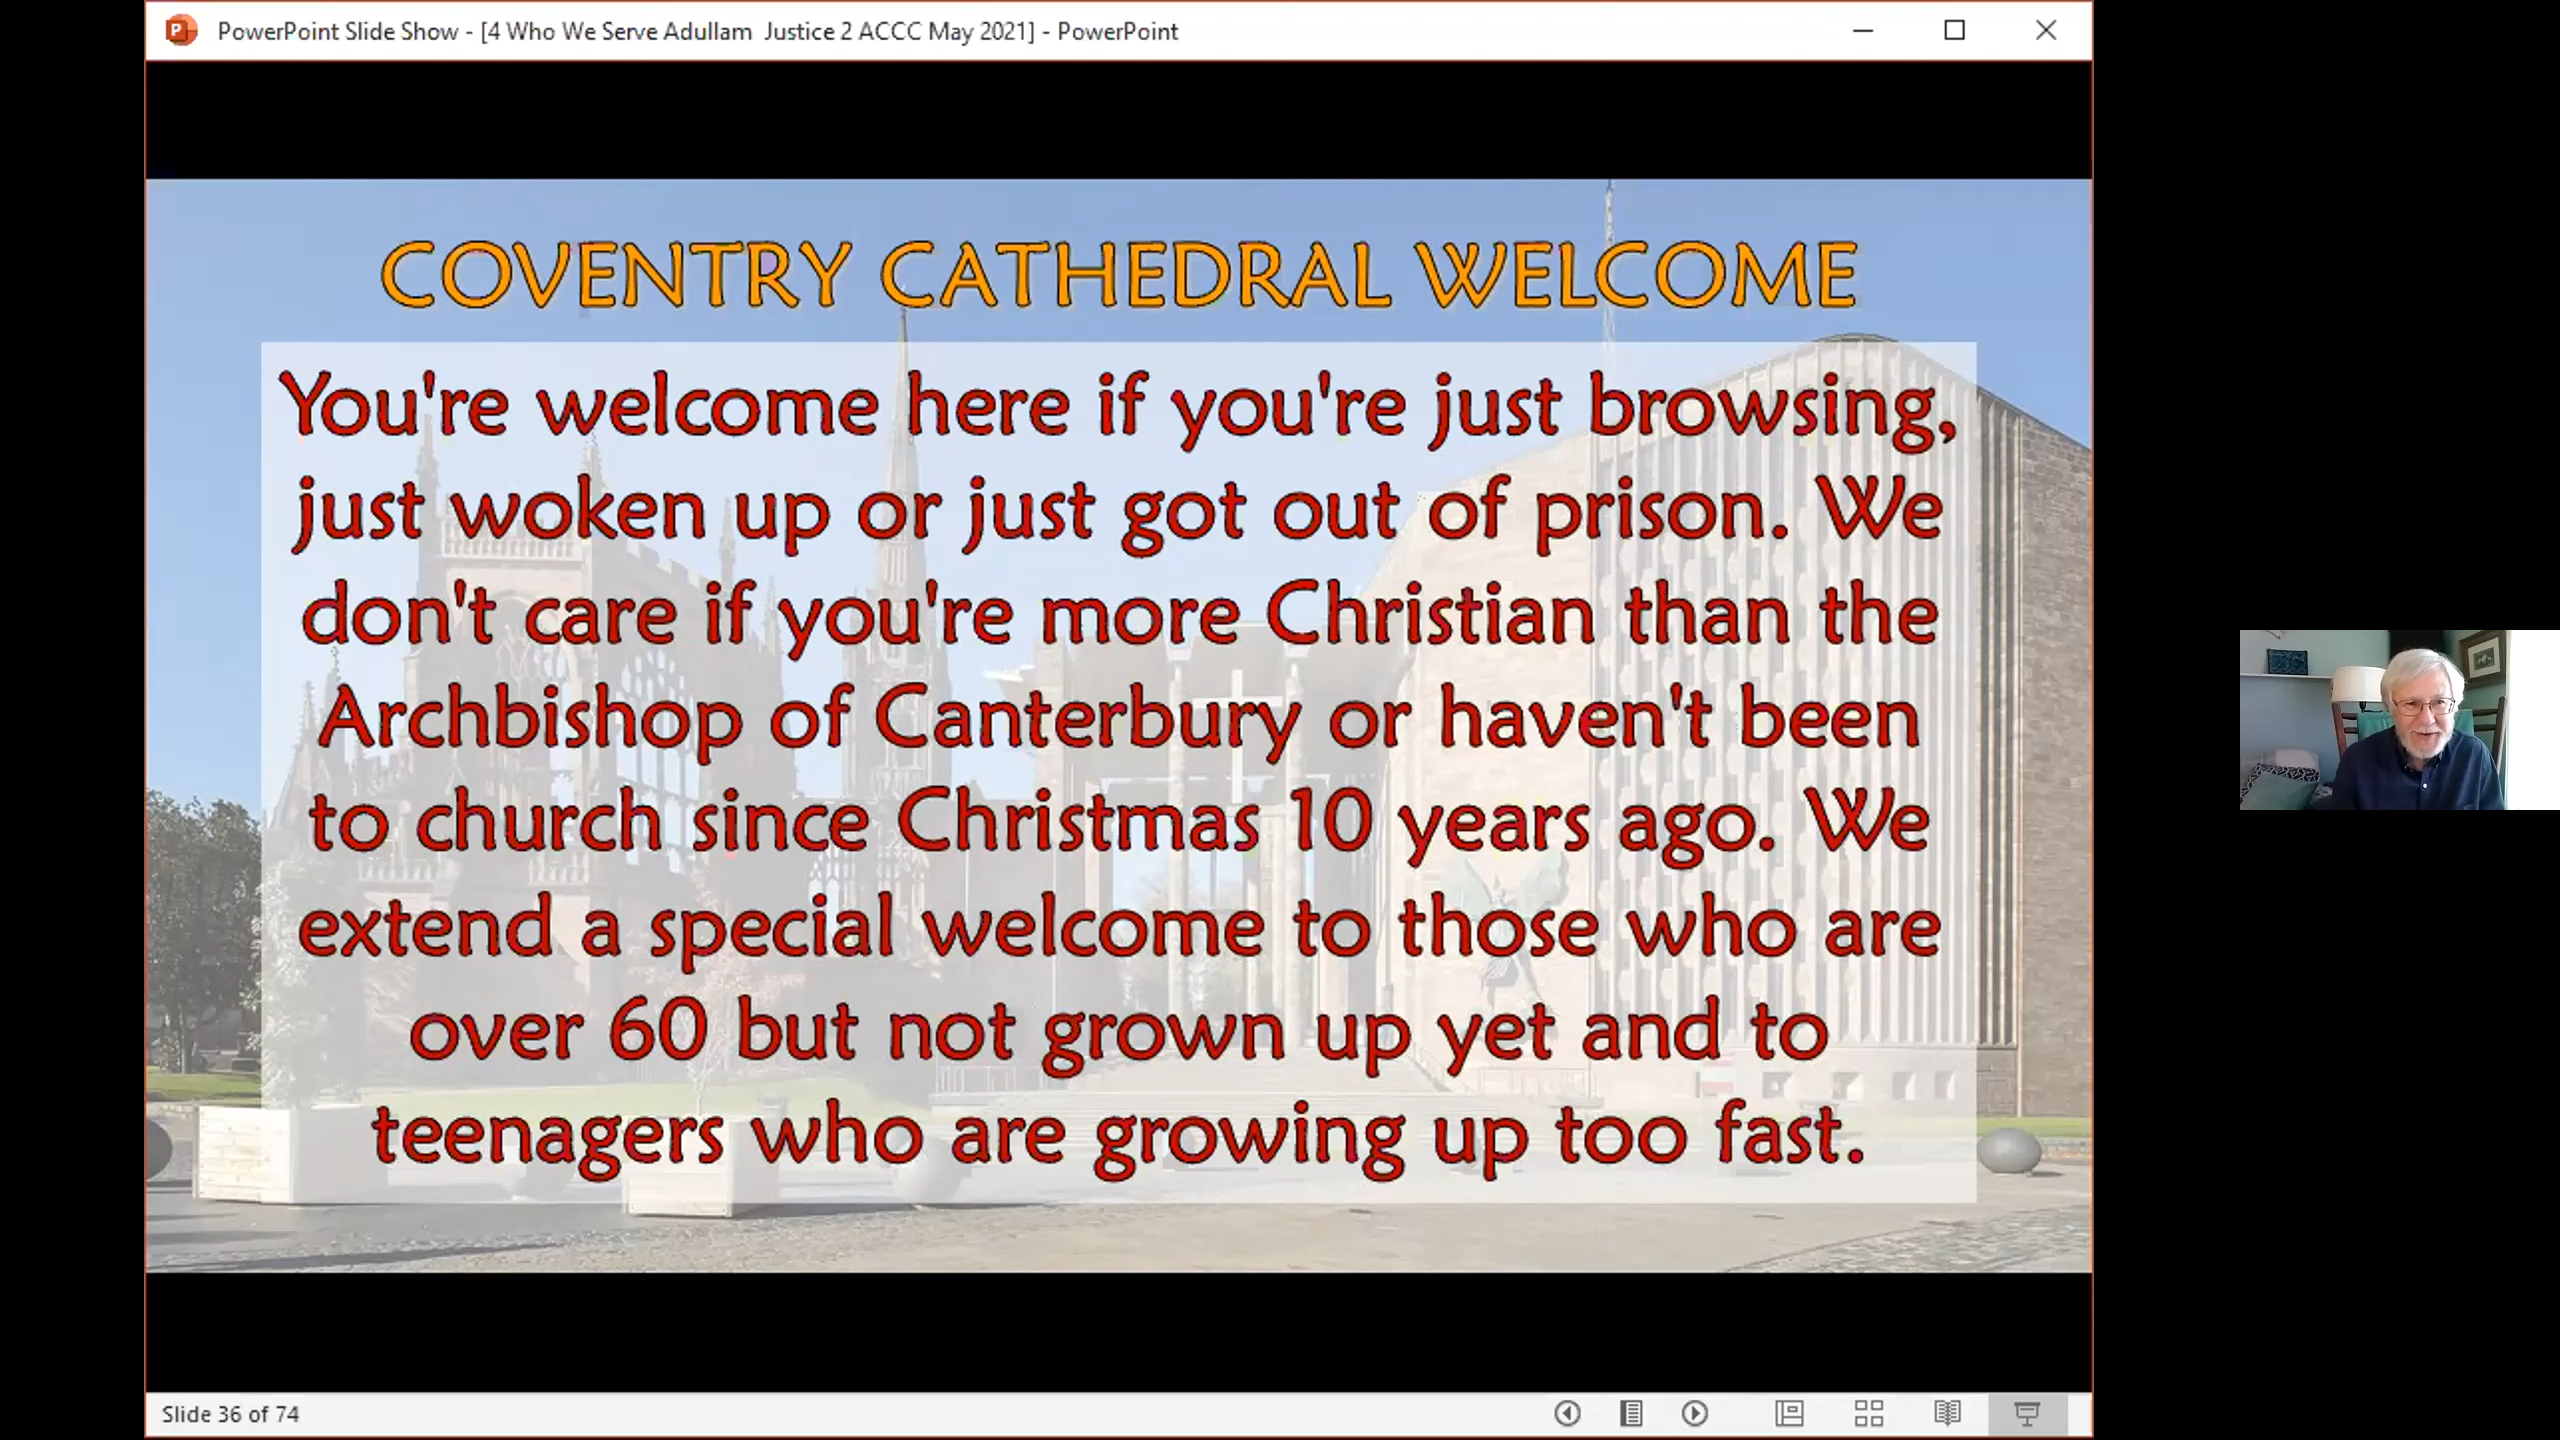 PowerPoint Slide Show - [4 Who We Serve Adullam  Justice 2 ACCC May 2021] - PowerPoint
COVENTRY CATHEDRAL WELCOME
You're welcome here if you're just browsing,
just woken up or just got out of prison. We
don't care if you're more Christian than the
Archbishop of Canterbury or haven't been
to church since Christmas 10 years ago. We
extend a special welcome to those who are
over 60 but not grown up yet and to
teenagers who are growing up too fast.
Slide 36 of 74